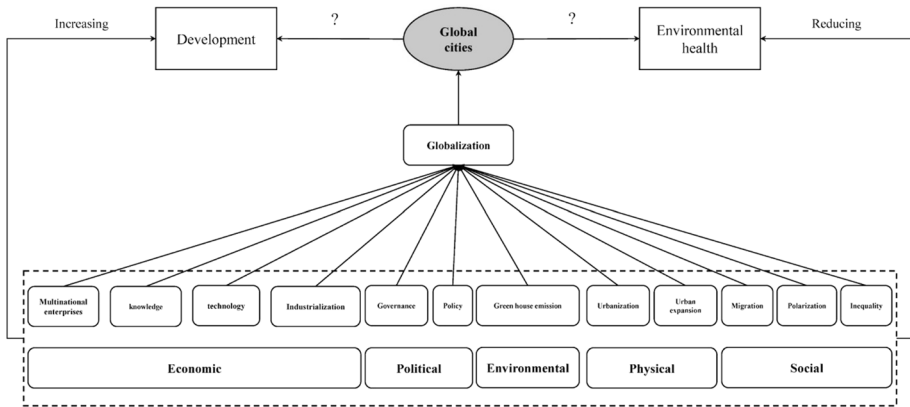 Increasing
?
Global
cities
?
Reducing
Development
Environmental
health
Globalization
Multinational
enterprises
knowledge
technology
Industrialization
Governance
Policy
Green house emission
Urbanization
Urban
expansion
Migration
Polarization
Inequality
Economic
Political
Environmental
Physical
Social